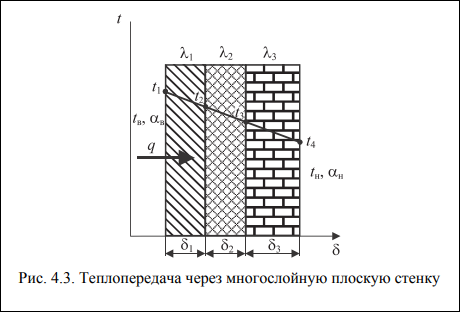 t
λ1 λ2 λ3
t1
t2
t3
tв, αв
t4
q
tн, αн
δ1 δ2 δ3 δ
Рис. 4.3. Теплопередача через многослойную плоскую стенку